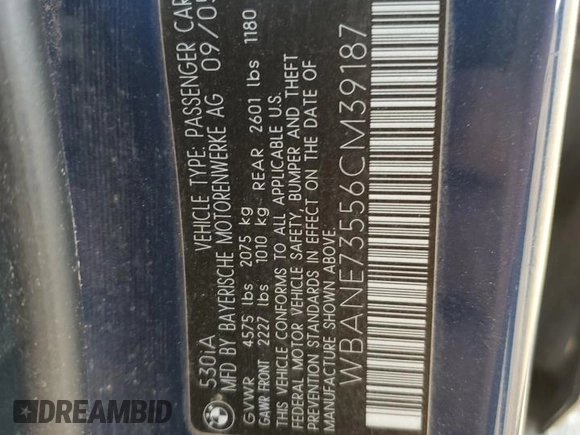 530iA VEHICLE TYPE: PASSENGER CAR
MFD BY BAYERISCHE MOTORENWERKE AG 09/05
GVWR 4575 lbs 2075 kg
GAWR FRONT 2227 lbs 1010 kg REAR 2601 lbs 1180
THIS VEHICLE CONFORMS TO ALL APPLICABLE U.S.
FEDERAL MOTOR VEHICLE SAFETY, BUMPER AND THEFT
PREVENTION STANDARDS IN EFFECT ON THE DATE OF
MANUFACTURE SHOWN ABOVE.
WBANE73556CM39187
DREAMBID